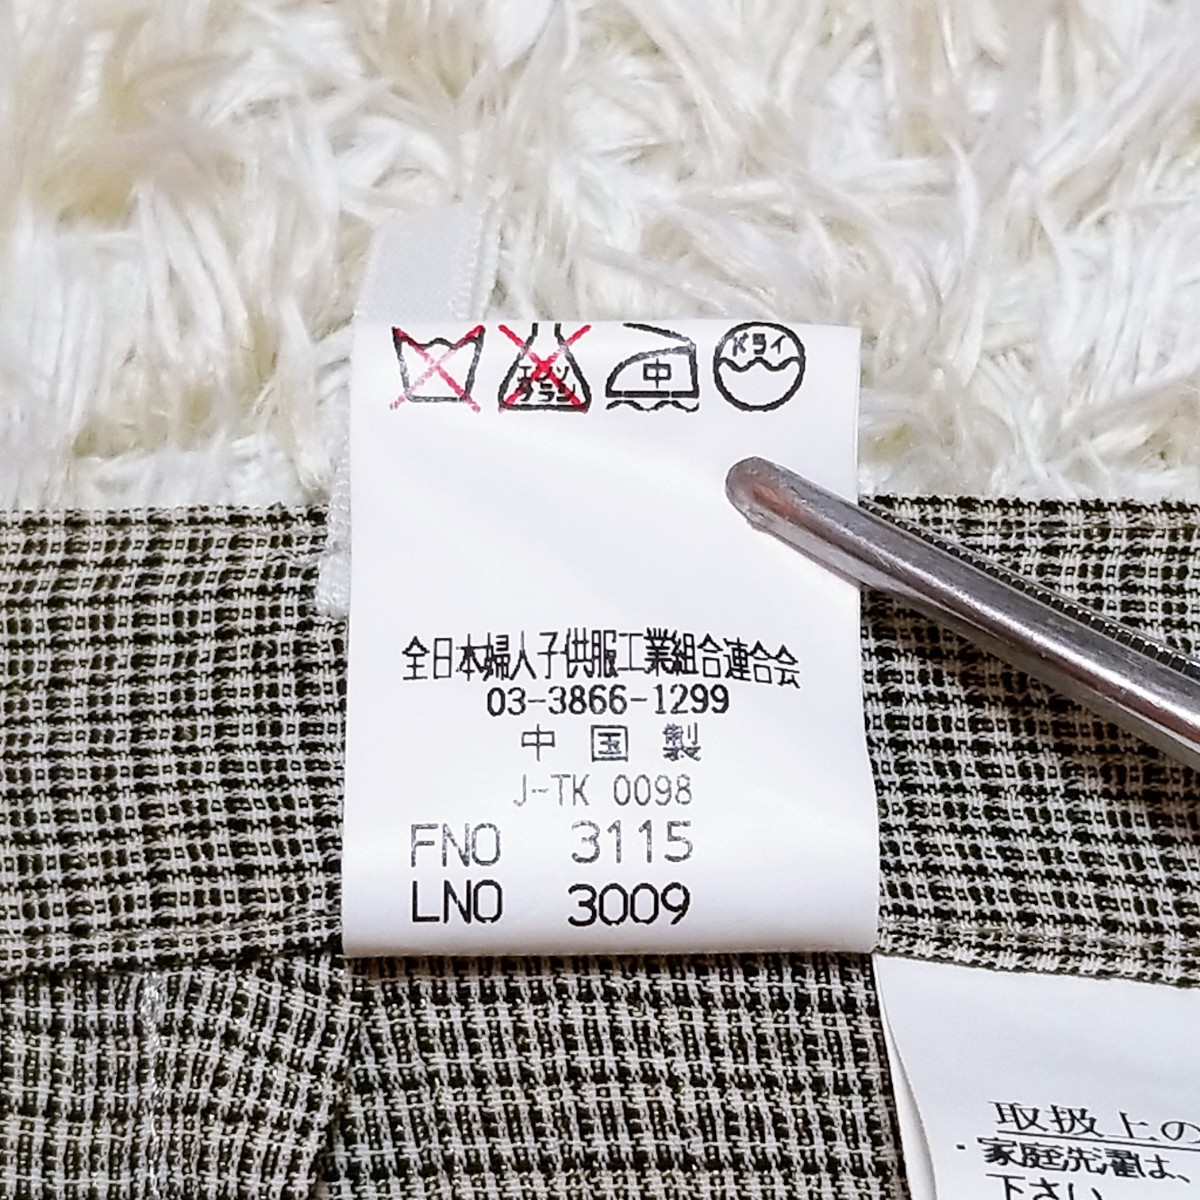 エンソ
サラシ
中
ドライ
全日本婦人子供服工業組合連合会
03-3866-1299
中国製
J-TK 0098
FNO 3115
LNO 3009
取扱上の
・家庭洗濯は、
下さい